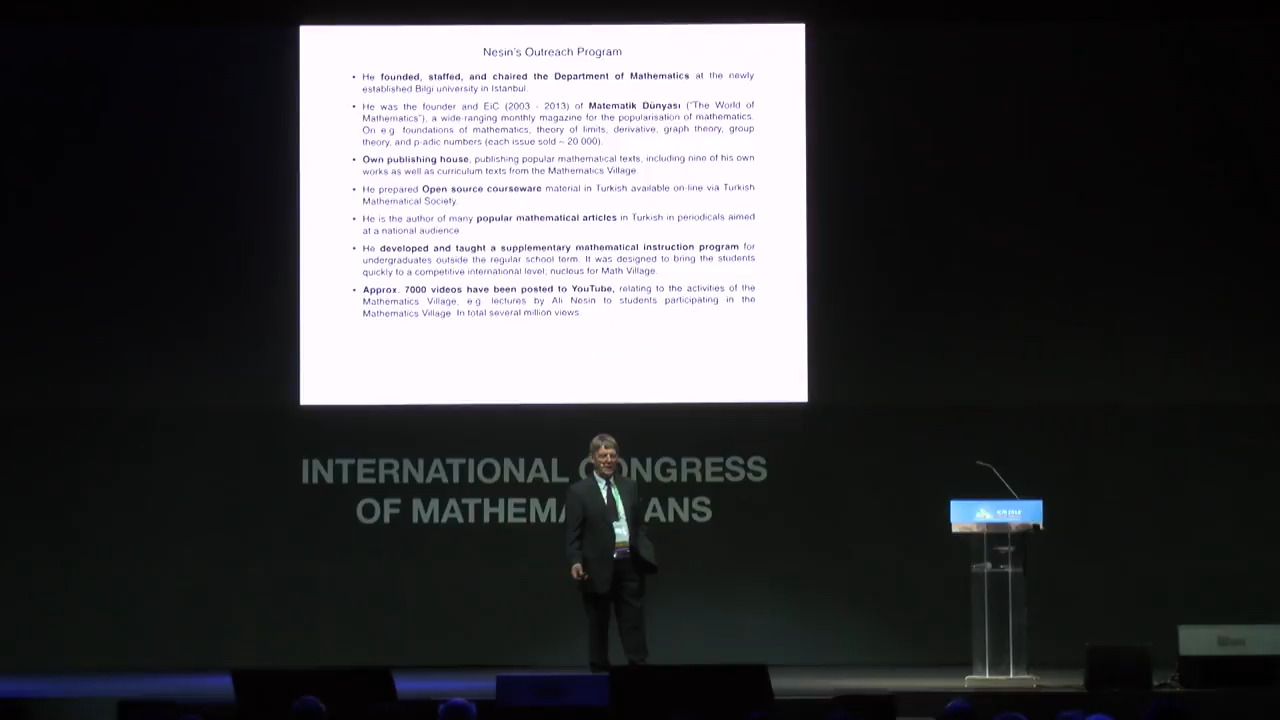 Nesin's Outreach Program
• He founded, staffed, and chaired the Department of Mathematics at the newly
established Bilgi university in Istanbul.
• He was the founder and EiC (2003 - 2013) of Matematik Dünyası ("The World of
Mathematics"), a wide-ranging monthly magazine for the popularisation of mathematics.
On e.g. foundations of mathematics, theory of limits, derivative, graph theory, group
theory, and p-adic numbers (each issue sold ~ 20 000).
• Own publishing house, publishing popular mathematical texts, including nine of his own
works as well as curriculum texts from the Mathematics Village.
• He prepared Open source courseware material in Turkish available on-line via Turkish
Mathematical Society.
• He is the author of many popular mathematical articles in Turkish in periodicals aimed
at a national audience.
• He developed and taught a supplementary mathematical instruction program for
undergraduates outside the regular school term. It was designed to bring the students
quickly to a competitive international level; nucleus for Math Village.
• Approx. 7000 videos have been posted to YouTube, relating to the activities of the
Mathematics Village, e.g. lectures by Ali Nesin to students participating in the
Mathematics Village. In total several million views.
INTERNATIONAL CONGRESS
OF MATHEMA ANS